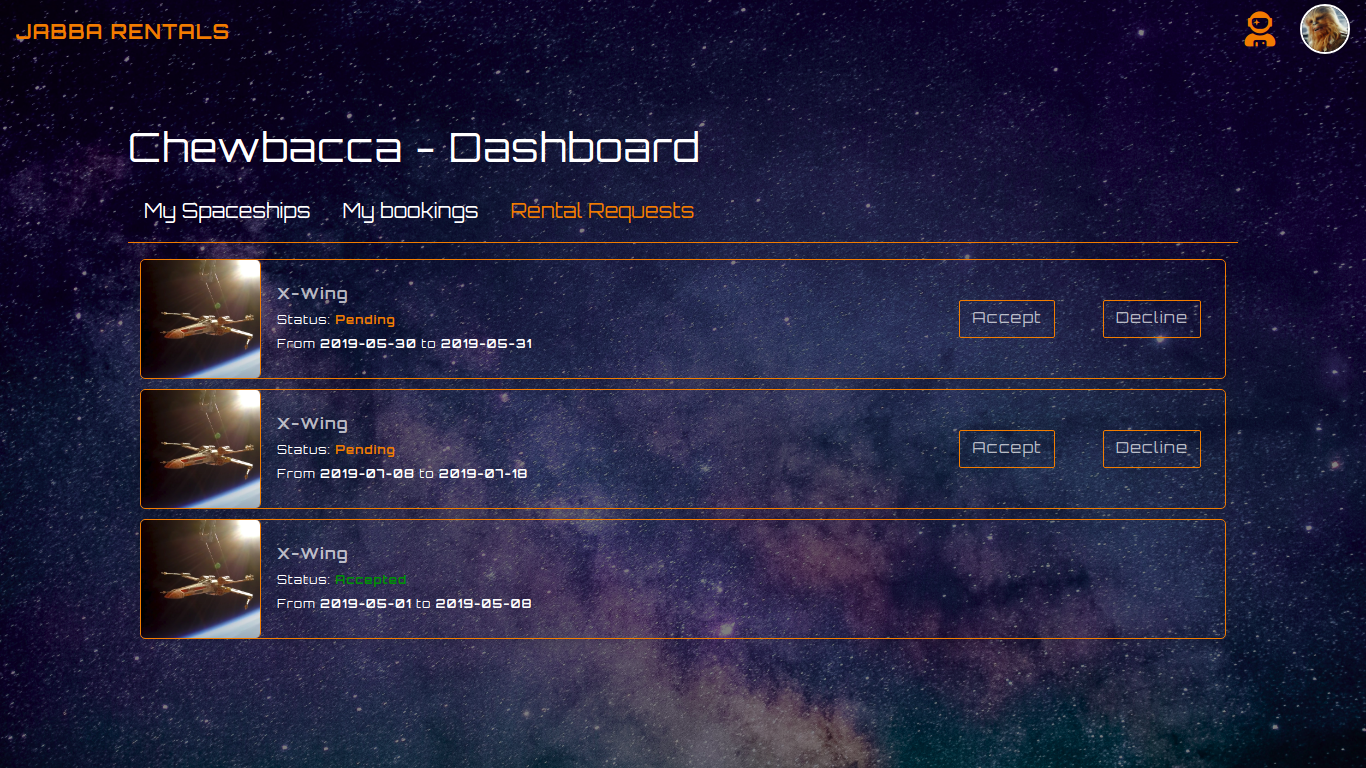 JABBA RENTALS
Chewbacca - Dashboard
My Spaceships My bookings Rental Requests
X-Wing
Status: Pending
From 2019-05-30 to 2019-05-31
Accept Decline
X-Wing
Status: Pending
From 2019-07-08 to 2019-07-18
Accept Decline
X-Wing
Status: Accepted
From 2019-05-01 to 2019-05-08